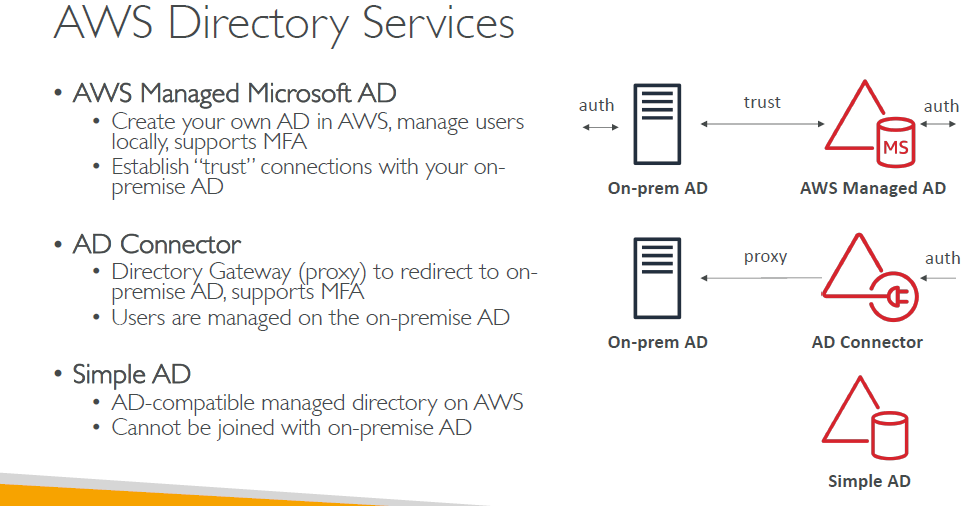 AWS Directory Services
• AWS Managed Microsoft AD
• Create your own AD in AWS, manage users
locally, supports MFA
• Establish “trust” connections with your on-
premise AD
auth
trust
auth
MS
On-prem AD
AWS Managed AD
• AD Connector
• Directory Gateway (proxy) to redirect to on-
premise AD, supports MFA
• Users are managed on the on-premise AD
proxy
auth
On-prem AD
AD Connector
• Simple AD
• AD-compatible managed directory on AWS
• Cannot be joined with on-premise AD
Simple AD